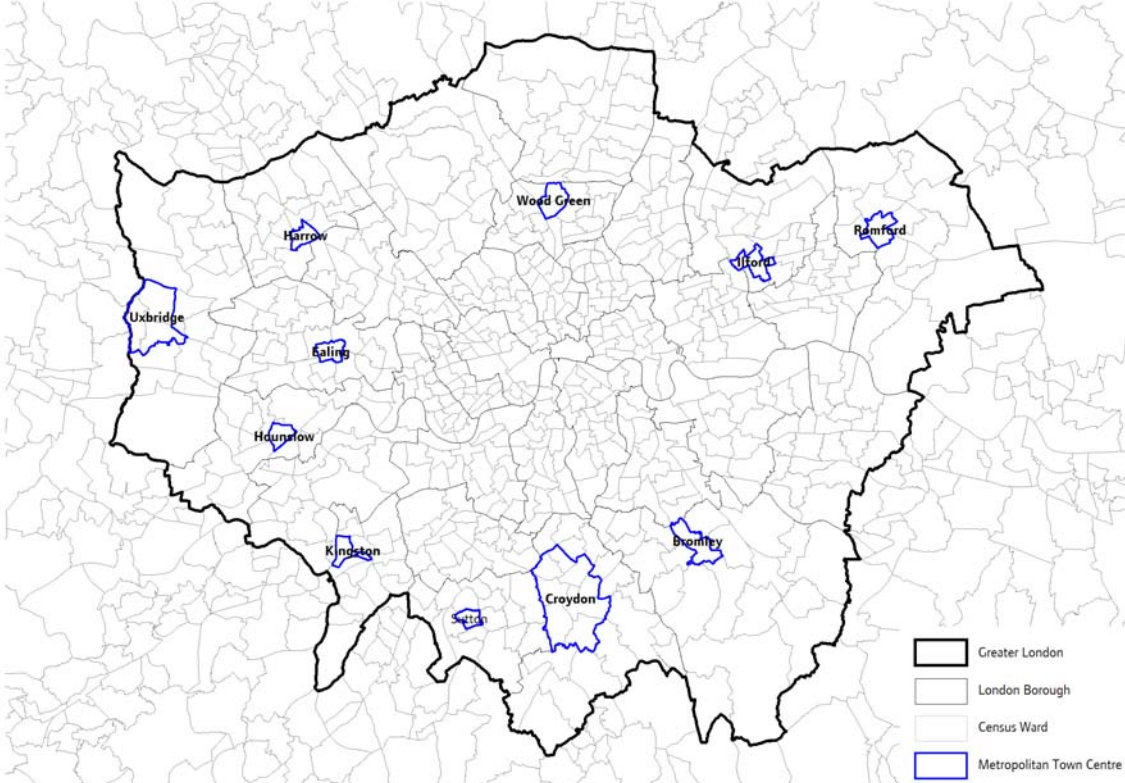 Wood Green
Harrow
Romford
Ilford
Uxbridge
Ealing
Hounslow
Kingston
Bromley
Croydon
Sutton
Greater London
London Borough
Census Ward
Metropolitan Town Centre